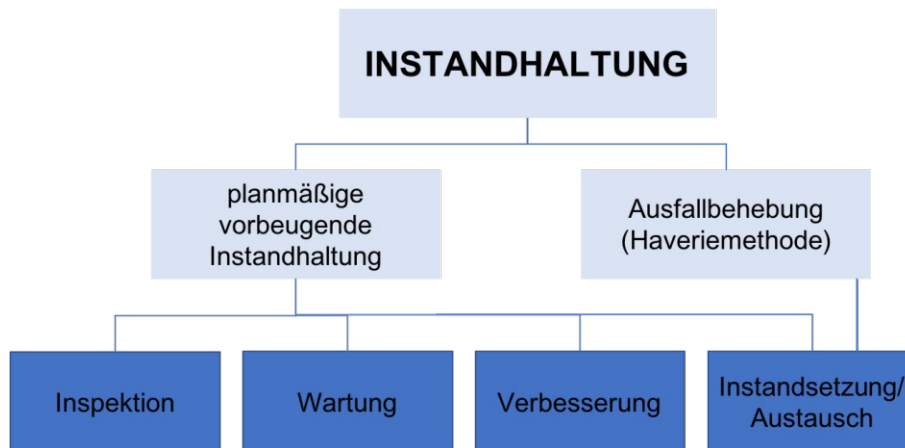 INSTANDHALTUNG
planmäßige
vorbeugende
Instandhaltung
Ausfallbehebung
(Haveriemethode)
Inspektion
Wartung
Verbesserung
Instandsetzung/
Austausch